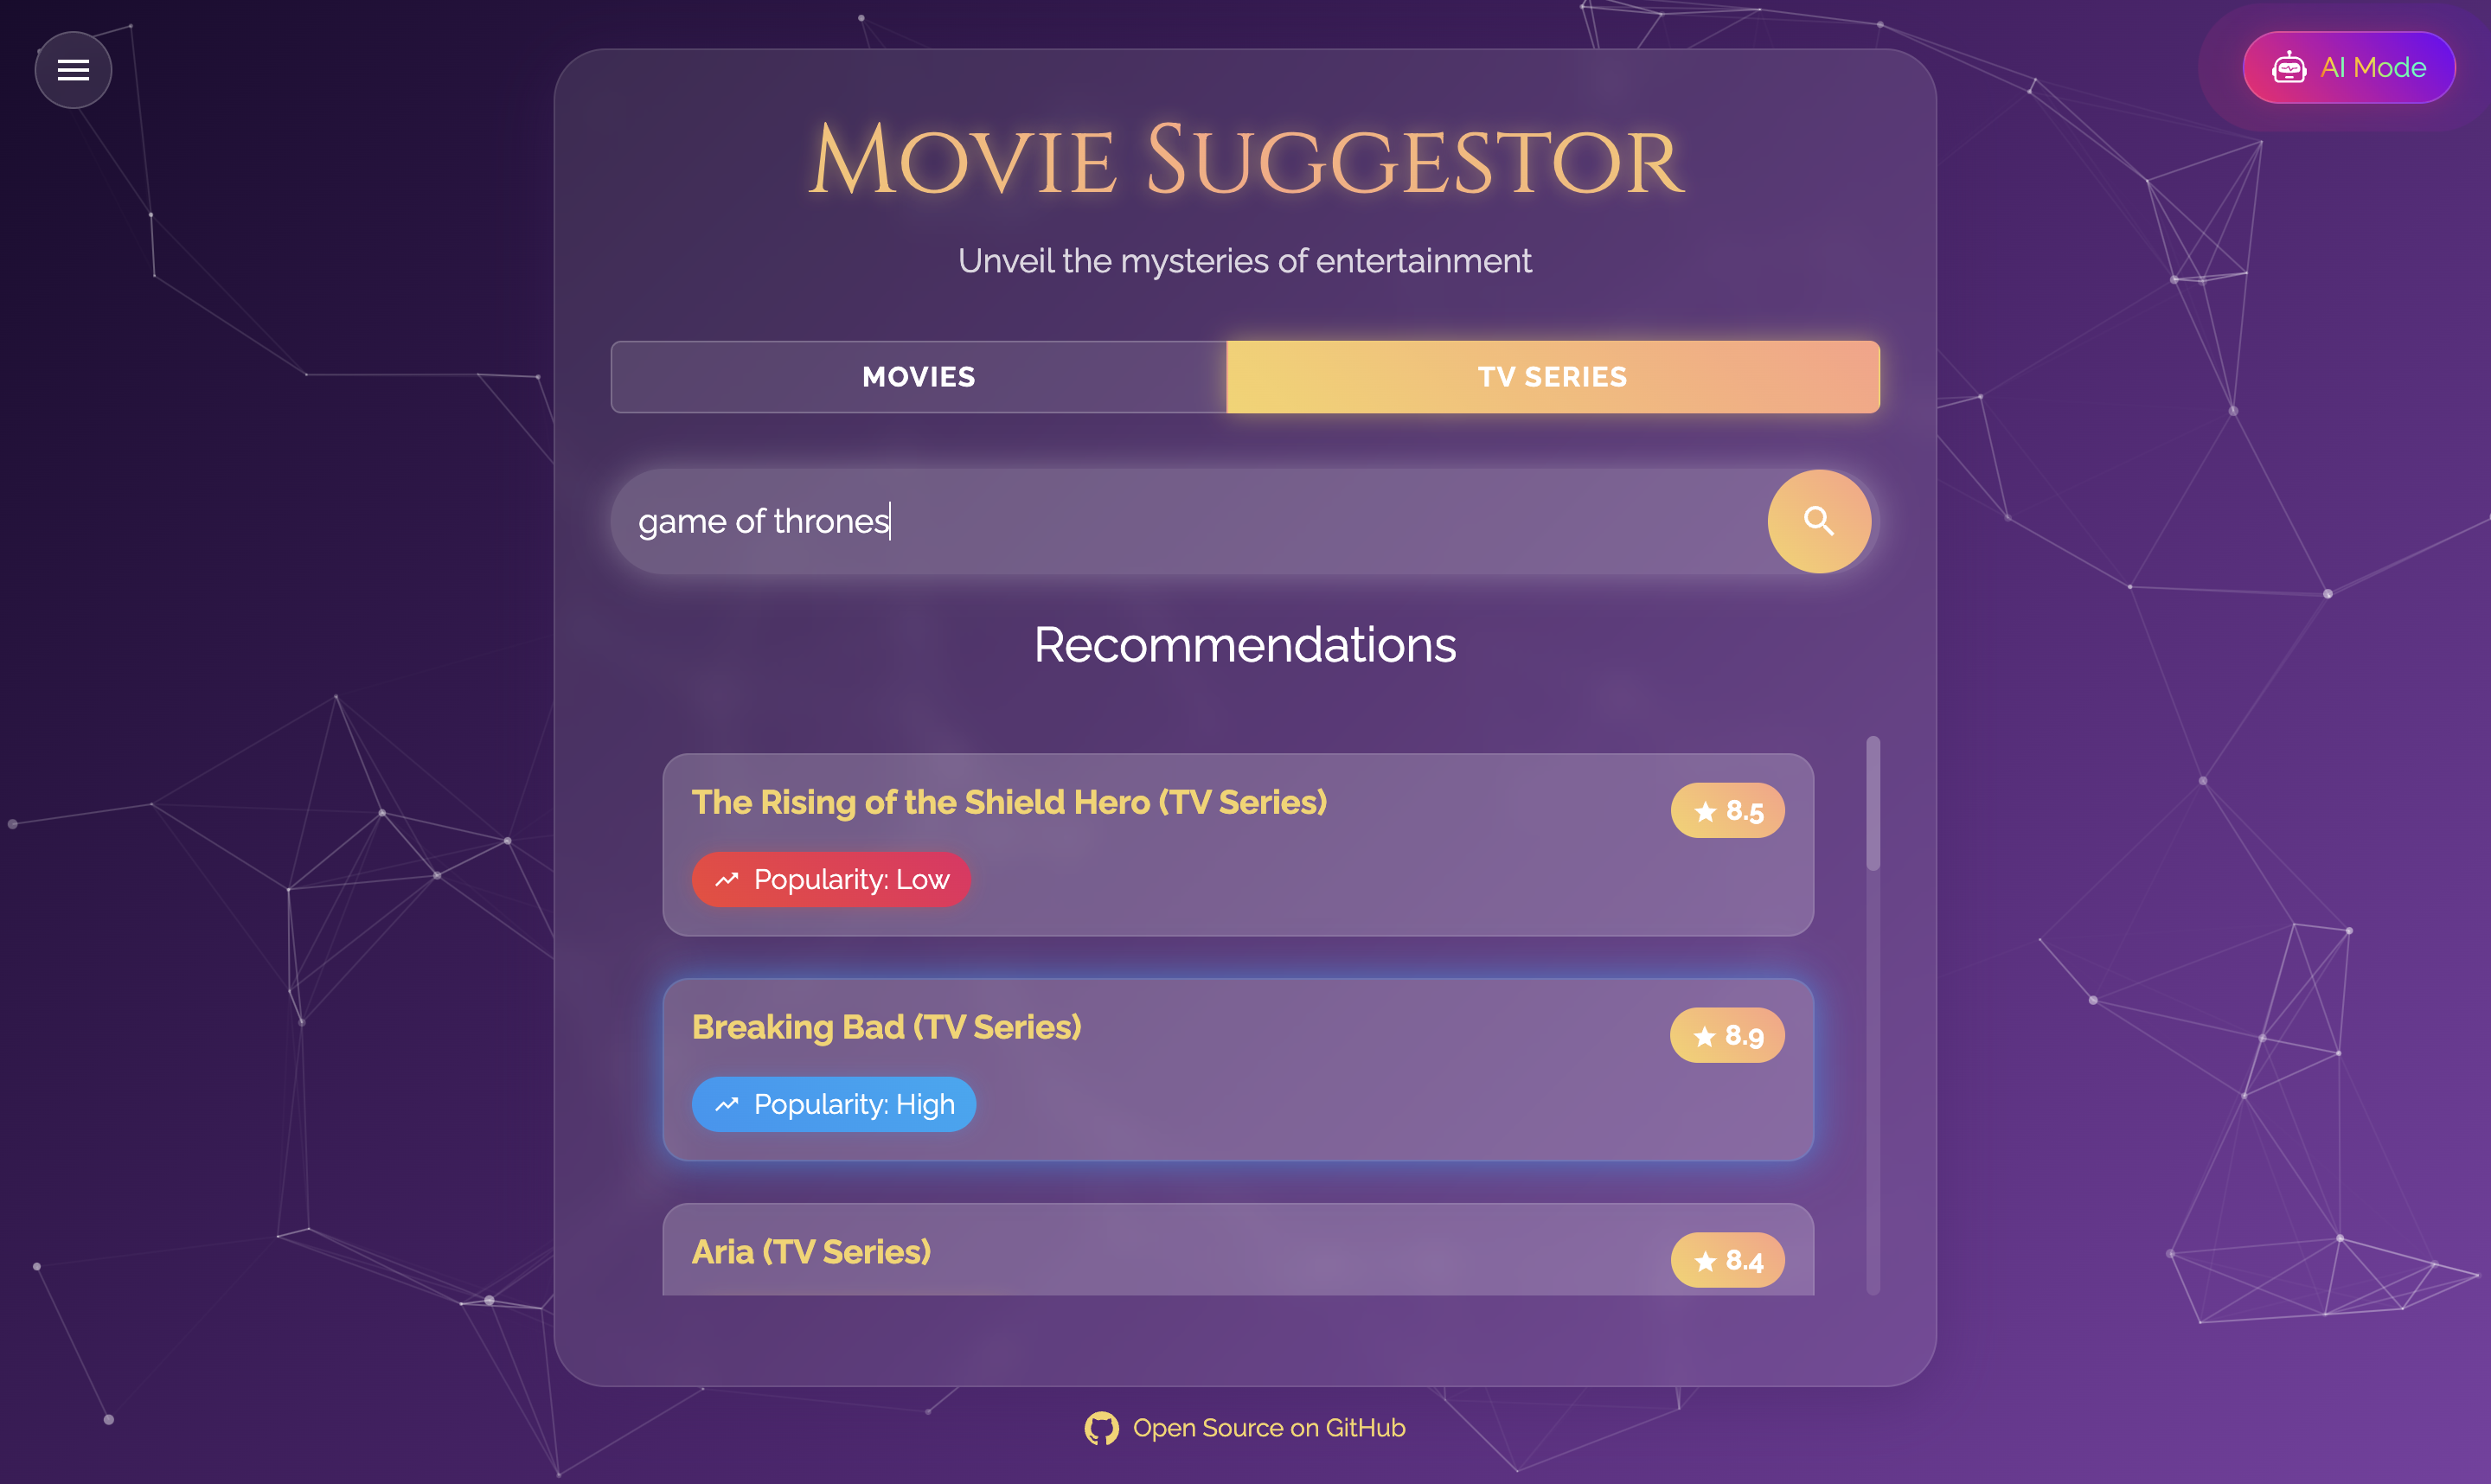 AI Mode
Movie Suggestor
Unveil the mysteries of entertainment
MOVIES
TV SERIES
game of thrones
Recommendations
The Rising of the Shield Hero (TV Series)
8.5
Popularity: Low
Breaking Bad (TV Series)
8.9
Popularity: High
Aria (TV Series)
8.4
Open Source on GitHub